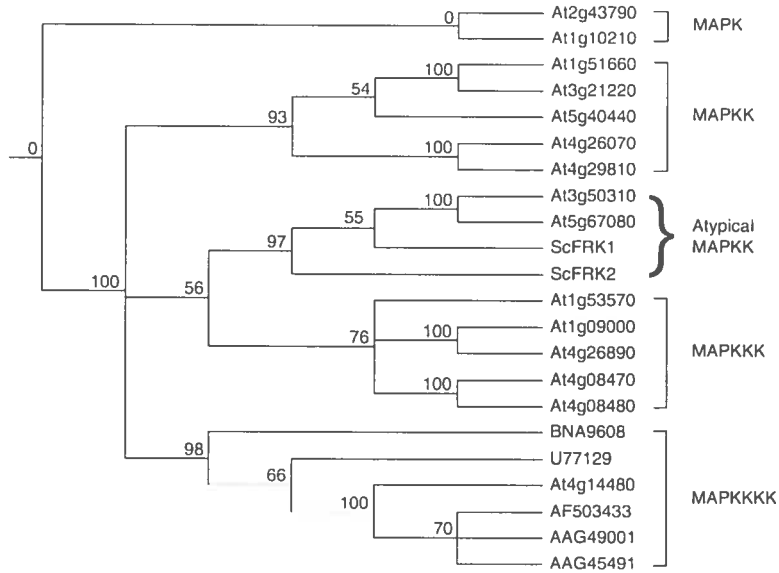 0
At2g43790
At1g10210
MAPK
100
At1g51660
54
At3g21220
93
At5g40440
MAPKK
0
100
At4g26070
At4g29810
100
At3g50310
55
At5g67080
97
ScFRK1
Atypical
MAPKK
100
56
ScFRK2
At1g53570
76
100
At1g09000
At4g26890
MAPKKK
100
At4g08470
At4g08480
98
BNA9608
66
U77129
100
At4g14480
MAPKKKK
70
AF503433
AAG49001
AAG45491